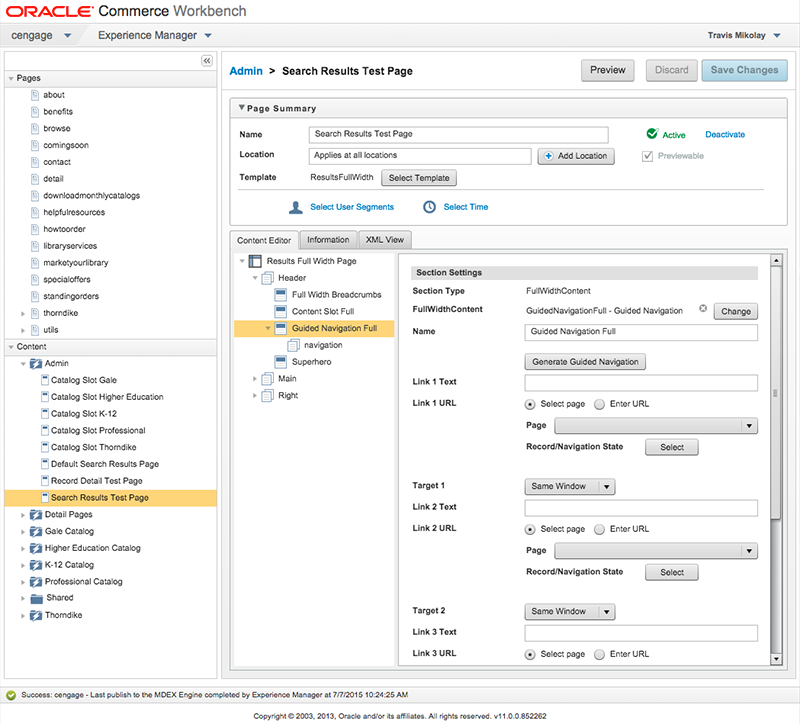 ORACLE Commerce Workbench
cengage Experience Manager Travis Mikolay
Pages
about
benefits
browse
comingsoon
contact
detail
downloadmonthlycatalogs
helpfulresources
howtoorder
libraryservices
marketyourlibrary
specialoffers
standingorders
thorndike
utils
Content
Admin
Catalog Slot Gale
Catalog Slot Higher Education
Catalog Slot K-12
Catalog Slot Professional
Catalog Slot Thorndike
Default Search Results Page
Record Detail Test Page
Search Results Test Page
Detail Pages
Gale Catalog
Higher Education Catalog
K-12 Catalog
Professional Catalog
Shared
Thorndike
Admin > Search Results Test Page Preview Discard Save Changes
Page Summary
Name Search Results Test Page Active Deactivate
Location Applies at all locations Add Location Previewable
Template ResultsFullWidth Select Template
Select User Segments Select Time
Content Editor Information XML View
Results Full Width Page
Header
Full Width Breadcrumbs
Content Slot Full
Guided Navigation Full
navigation
Superhero
Main
Right
Section Settings
Section Type FullWidthContent
FullWidthContent GuidedNavigationFull - Guided Navigation Change
Name Guided Navigation Full
Generate Guided Navigation
Link 1 Text
Link 1 URL Select page Enter URL
Page
Record/Navigation State Select
Target 1 Same Window
Link 2 Text
Link 2 URL Select page Enter URL
Page
Record/Navigation State Select
Target 2 Same Window
Link 3 Text
Link 3 URL Select page Enter URL
Success: cengage - Last publish to the MDEX Engine completed by Experience Manager at 7/7/2015 10:24:25 AM
Copyright © 2003, 2013, Oracle and/or its affiliates. All rights reserved. v11.0.0.852262